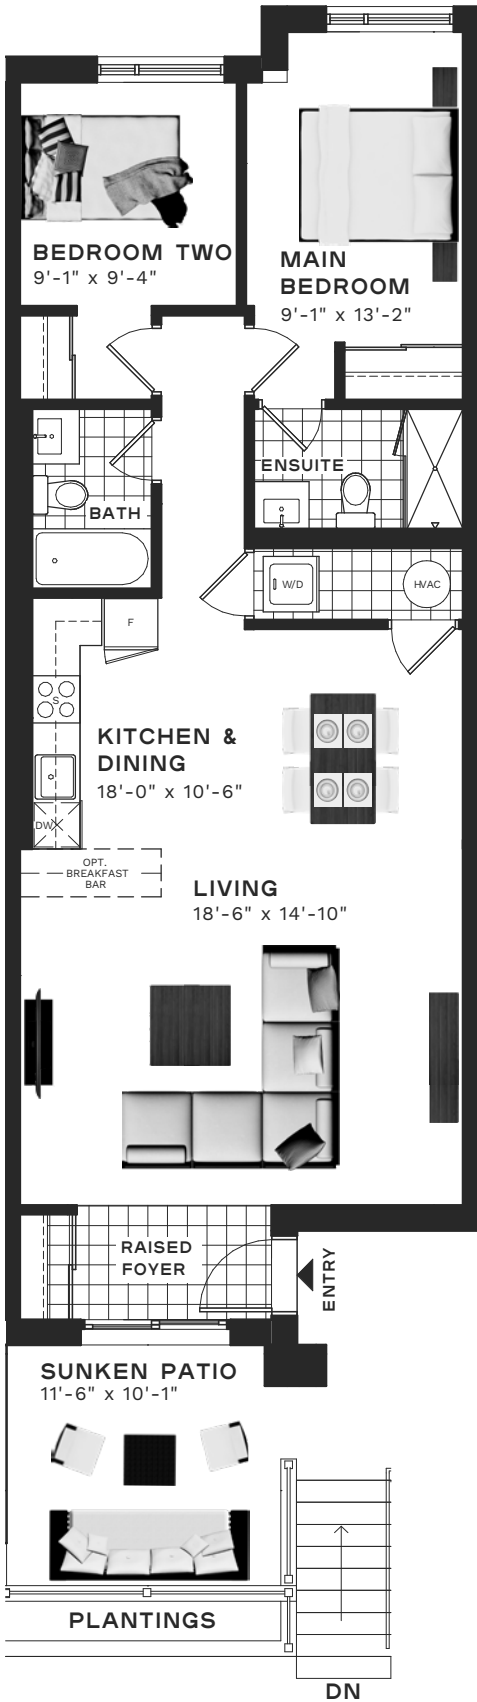 BEDROOM TWO
9'-1" x 9'-4"
MAIN
BEDROOM
9'-1" x 13'-2"
ENSUITE
BATH
W/D
HVAC
F
S
KITCHEN &
DINING
18'-0" x 10'-6"
DW
OPT.
BREAKFAST
BAR
LIVING
18'-6" x 14'-10"
RAISED
FOYER
ENTRY
SUNKEN PATIO
11'-6" x 10'-1"
PLANTINGS
DN